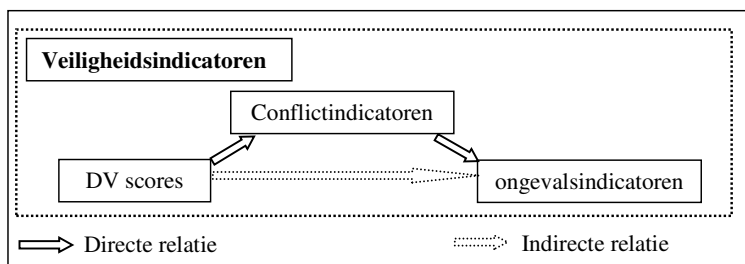 Veiligheidsindicatoren
Conflictindicatoren
DV scores
ongevalsindicatoren
Directe relatie
Indirecte relatie